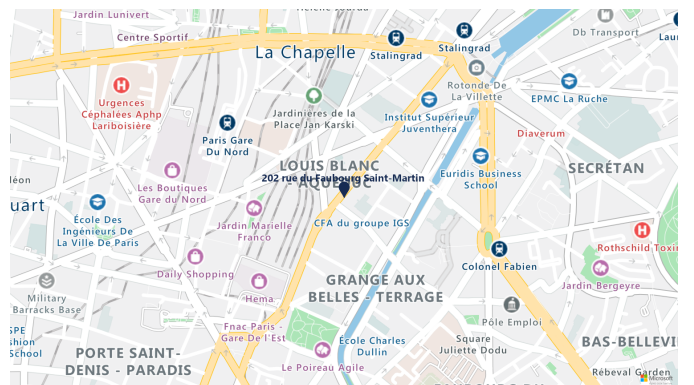 Jardin Lunivert
Centre Sportif
La Chapelle
Stalingrad
Stalingrad
Db Transport
Urgences
Céphalées Aphp
Lariboisière
Jardinières de la
Place Jan Karski
Rotonde De
La Villette
Institut Supérieur
Juventhera
EPMC La Ruche
Diaverum
Paris Gare
Du Nord
LOUIS BLANC
202 rue du Faubourg Saint-Martin
Euridis Business
School
SECRÉTAN
Les Boutiques
Gare du Nord
École Des
Ingénieurs De
La Ville De Paris
Jardin Marielle
Franco
CFA du groupe IGS
Rothschild
Colonel Fabien
Daily Shopping
Hema
GRANGE AUX
BELLES - TERRAGE
Jardin Bergeyre
Military
Barracks Base
Pôle Emploi
Fnac Paris -
Gare De l'Est
École Charles
Dullin
Square
Juliette Dodu
PORTE SAINT-
DENIS - PARADIS
Le Poireau Agile
Rébeval Garden
Microsoft